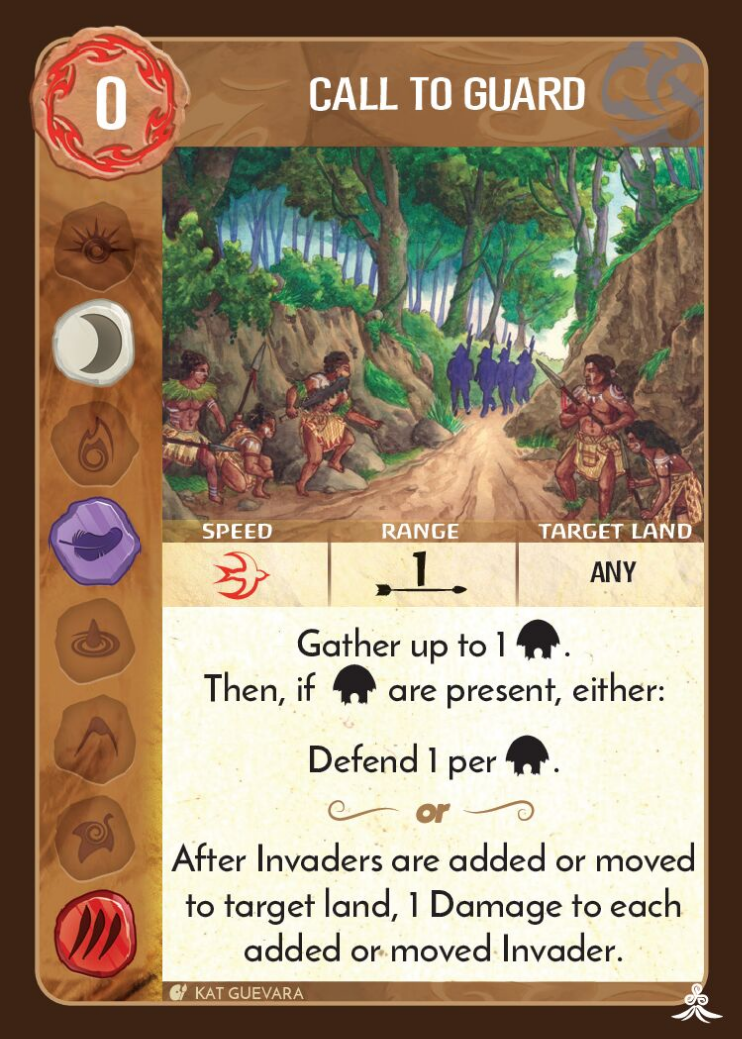 0
CALL TO GUARD
SPEED RANGE TARGET LAND
1 ANY
Gather up to 1 .
Then, if are present, either:
Defend 1 per .
or
After Invaders are added or moved
to target land, 1 Damage to each
added or moved Invader.
KAT GUEVARA